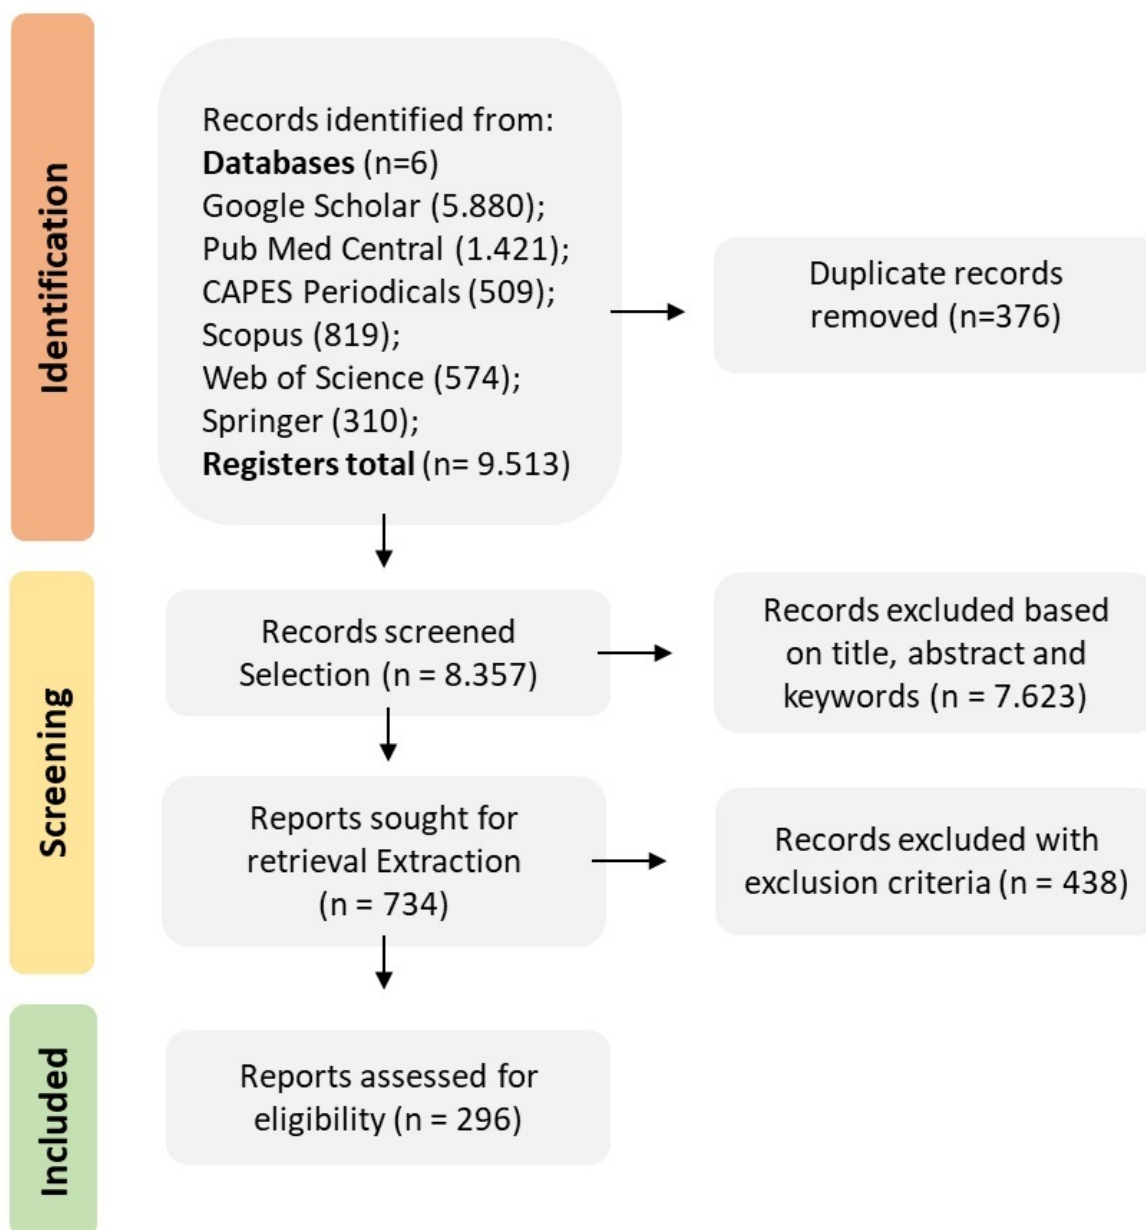 Identification
Records identified from:
Databases (n=6)
Google Scholar (5.880);
Pub Med Central (1.421);
CAPES Periodicals (509);
Scopus (819);
Web of Science (574);
Springer (310);
Registers total (n= 9.513)
Duplicate records
removed (n=376)
Screening
Records screened
Selection (n = 8.357)
Records excluded based
on title, abstract and
keywords (n = 7.623)
Reports sought for
retrieval Extraction
(n = 734)
Records excluded with
exclusion criteria (n = 438)
Included
Reports assessed for
eligibility (n = 296)